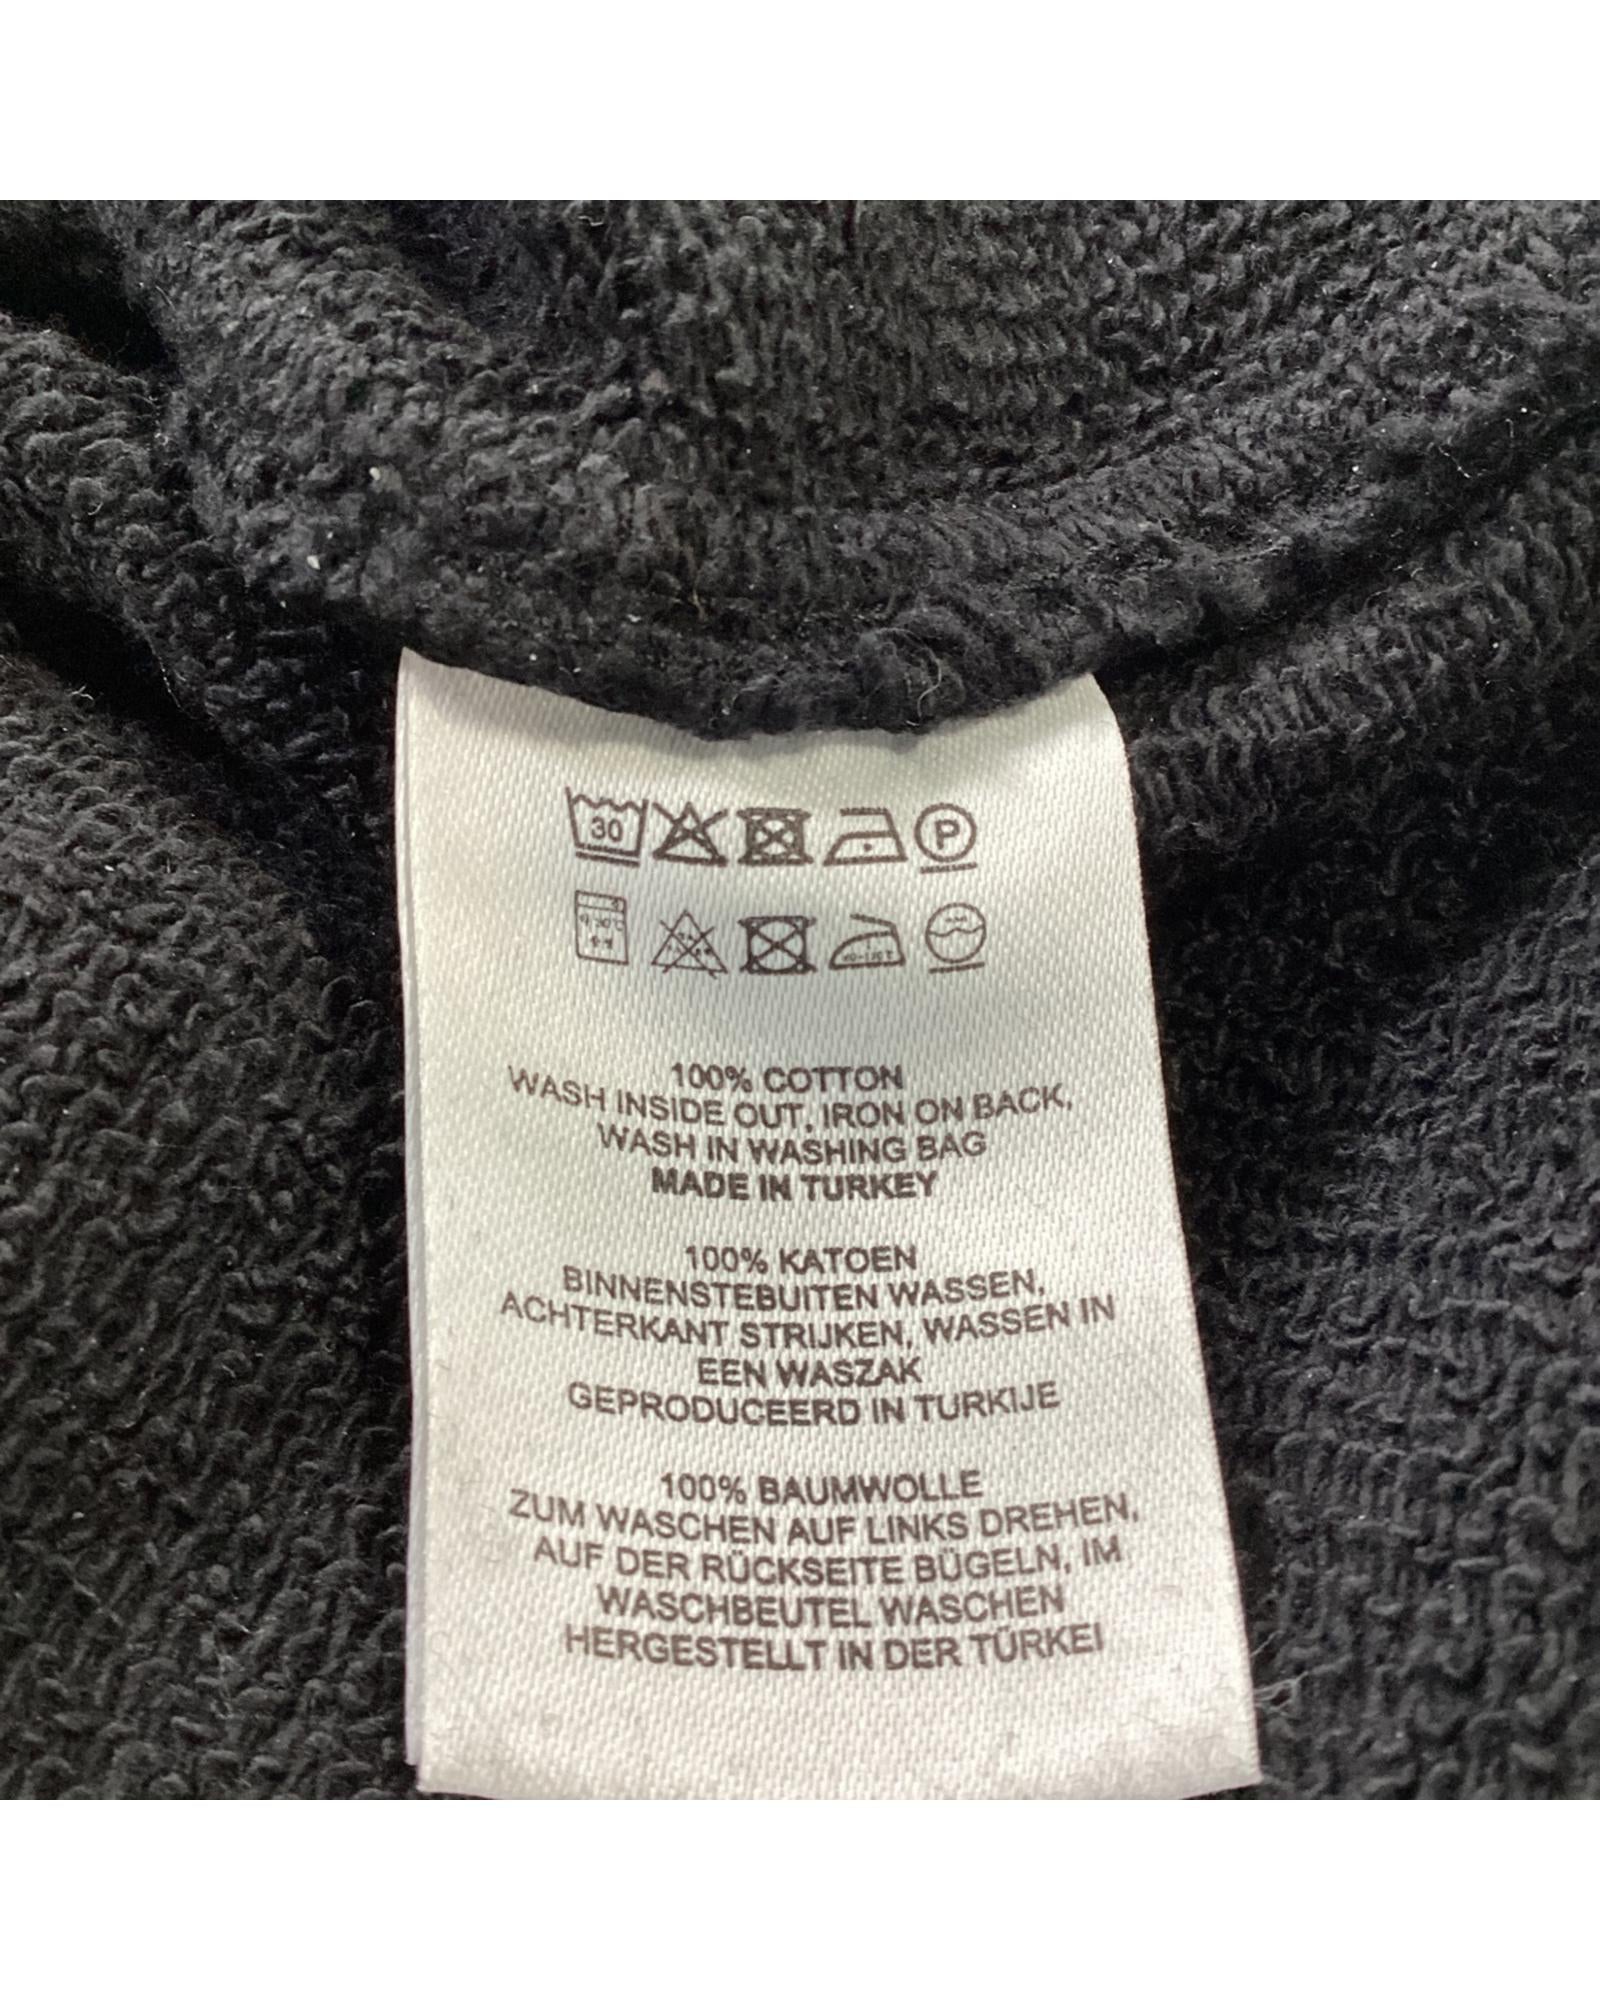 30 P
100% COTTON
WASH INSIDE OUT, IRON ON BACK,
WASH IN WASHING BAG
MADE IN TURKEY
100% KATOEN
BINNENSTEBUITEN WASSEN,
ACHTERKANT STRIJKEN, WASSEN IN
EEN WASZAK
GEPRODUCEERD IN TURKIJE
100% BAUMWOLLE
ZUM WASCHEN AUF LINKS DREHEN,
AUF DER RÜCKSEITE BÜGELN, IM
WASCHBEUTEL WASCHEN
HERGESTELLT IN DER TÜRKEI